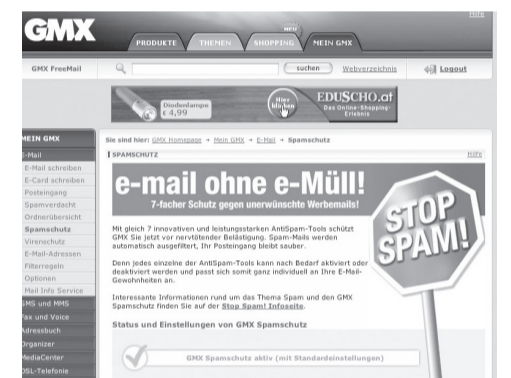 Hilfe
GMX
NEU
PRODUKTE THEMEN SHOPPING MEIN GMX
GMX FreeMail suchen Webverzeichnis Logout
Diodenlampe
€ 4,99
Hier
blinken
EDUSCHO.at
Das Online-Shopping-
Erlebnis
MEIN GMX
E-Mail
E-Mail schreiben
E-Card schreiben
Posteingang
Spamverdacht
Ordnerübersicht
Spamschutz
Virenschutz
E-Mail-Adressen
Filterregeln
Optionen
Mail Info Service
SMS und MMS
Fax und Voice
Adressbuch
Organizer
MediaCenter
DSL-Telefonie
Sie sind hier: GMX Homepage → Mein GMX → E-Mail → Spamschutz
SPAMSCHUTZ Hilfe
e-mail ohne e-Müll!
7-facher Schutz gegen unerwünschte Werbemails!
STOP
SPAM!
Mit gleich 7 innovativen und leistungsstarken AntiSpam-Tools schützt
GMX Sie jetzt vor nervtötender Belästigung. Spam-Mails werden
automatisch ausgefiltert, Ihr Posteingang bleibt sauber.
Denn jedes einzelne der AntiSpam-Tools kann nach Bedarf aktiviert oder
deaktiviert werden und passt sich somit ganz individuell an Ihre E-Mail-
Gewohnheiten an.
Interessante Informationen rund um das Thema Spam und den GMX
Spamschutz finden Sie auf der Stop Spam! Infoseite.
Status und Einstellungen von GMX Spamschutz
GMX Spamschutz aktiv (mit Standardeinstellungen)